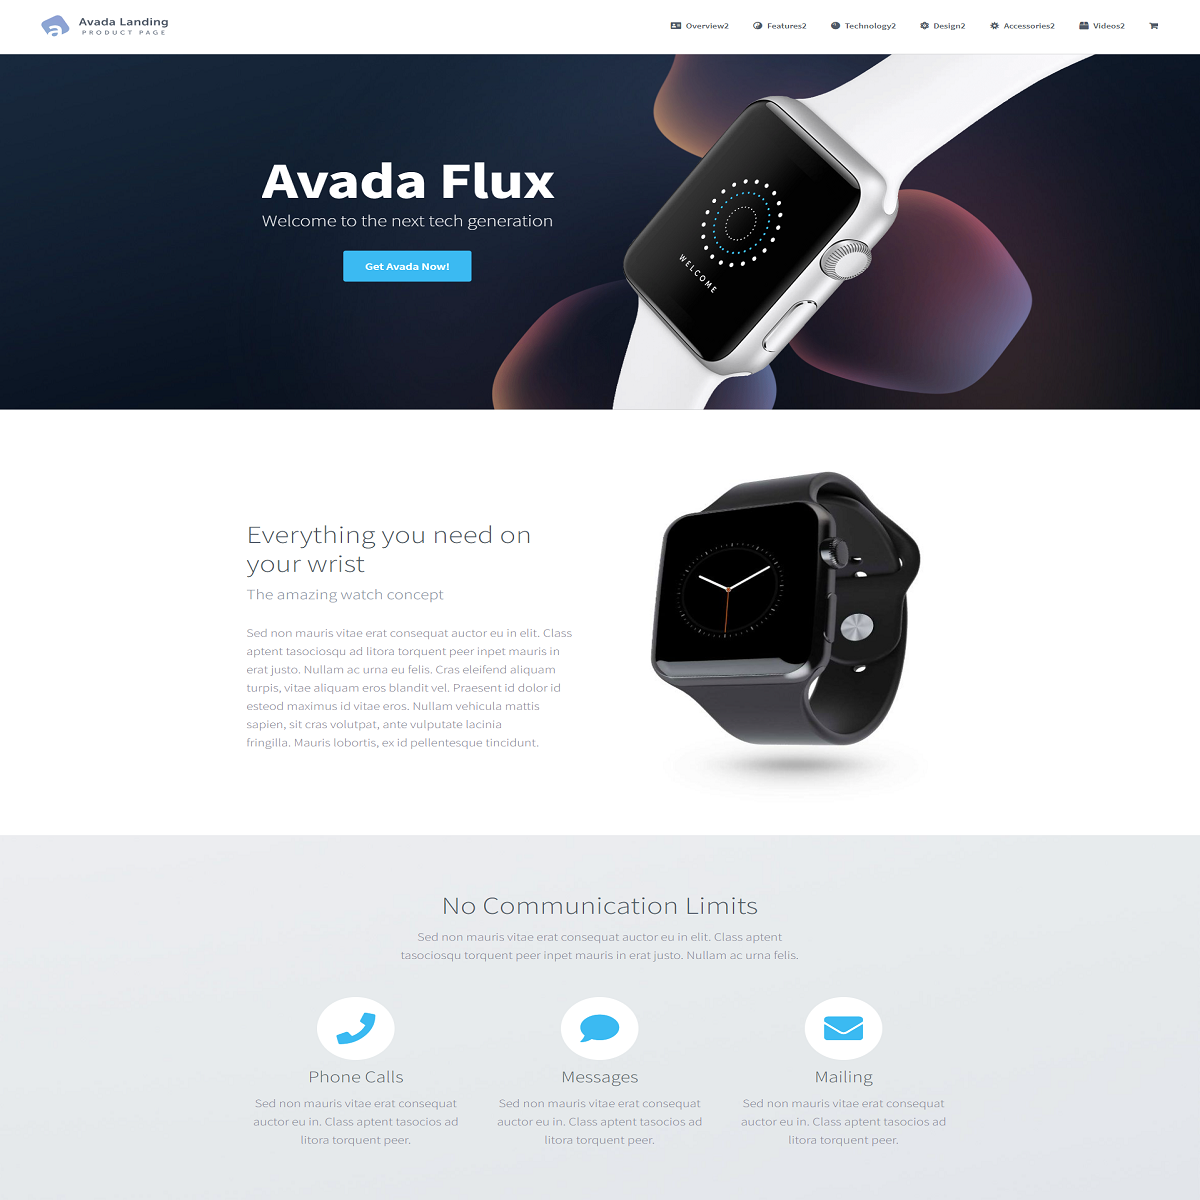 Avada Landing
PRODUCT PAGE
Overview2 Features2 Technology2 Design2 Accessories2 Videos2
Avada Flux
Welcome to the next tech generation
Get Avada Now!
WELCOME
Everything you need on
your wrist
The amazing watch concept
Sed non mauris vitae erat consequat auctor eu in elit. Class
aptent tasociosqu ad litora torquent peer inpet mauris in
erat justo. Nullam ac urna eu felis. Cras eleifend aliquam
turpis, vitae aliquam eros blandit vel. Praesent id dolor id
esteod maximus id vitae eros. Nullam vehicula mattis
sapien, sit cras volutpat, ante vulputate lacinia
fringilla. Mauris lobortis, ex id pellentesque tincidunt.
No Communication Limits
Sed non mauris vitae erat consequat auctor eu in elit. Class aptent
tasociosqu torquent peer inpet mauris in erat justo. Nullam ac urna felis.
Phone Calls
Sed non mauris vitae erat consequat
auctor eu in. Class aptent tasocios ad
litora torquent peer.
Messages
Sed non mauris vitae erat consequat
auctor eu in. Class aptent tasocios ad
litora torquent peer.
Mailing
Sed non mauris vitae erat consequat
auctor eu in. Class aptent tasocios ad
litora torquent peer.